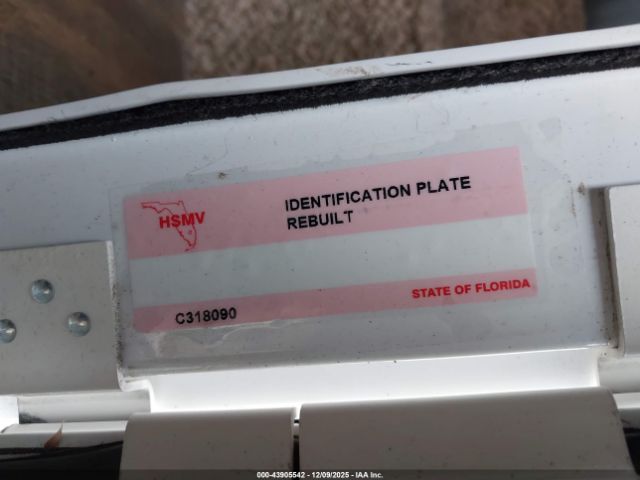 HSMV
IDENTIFICATION PLATE
REBUILT
C318090
STATE OF FLORIDA
000-43905542 - 12/09/2025 - IAA Inc.